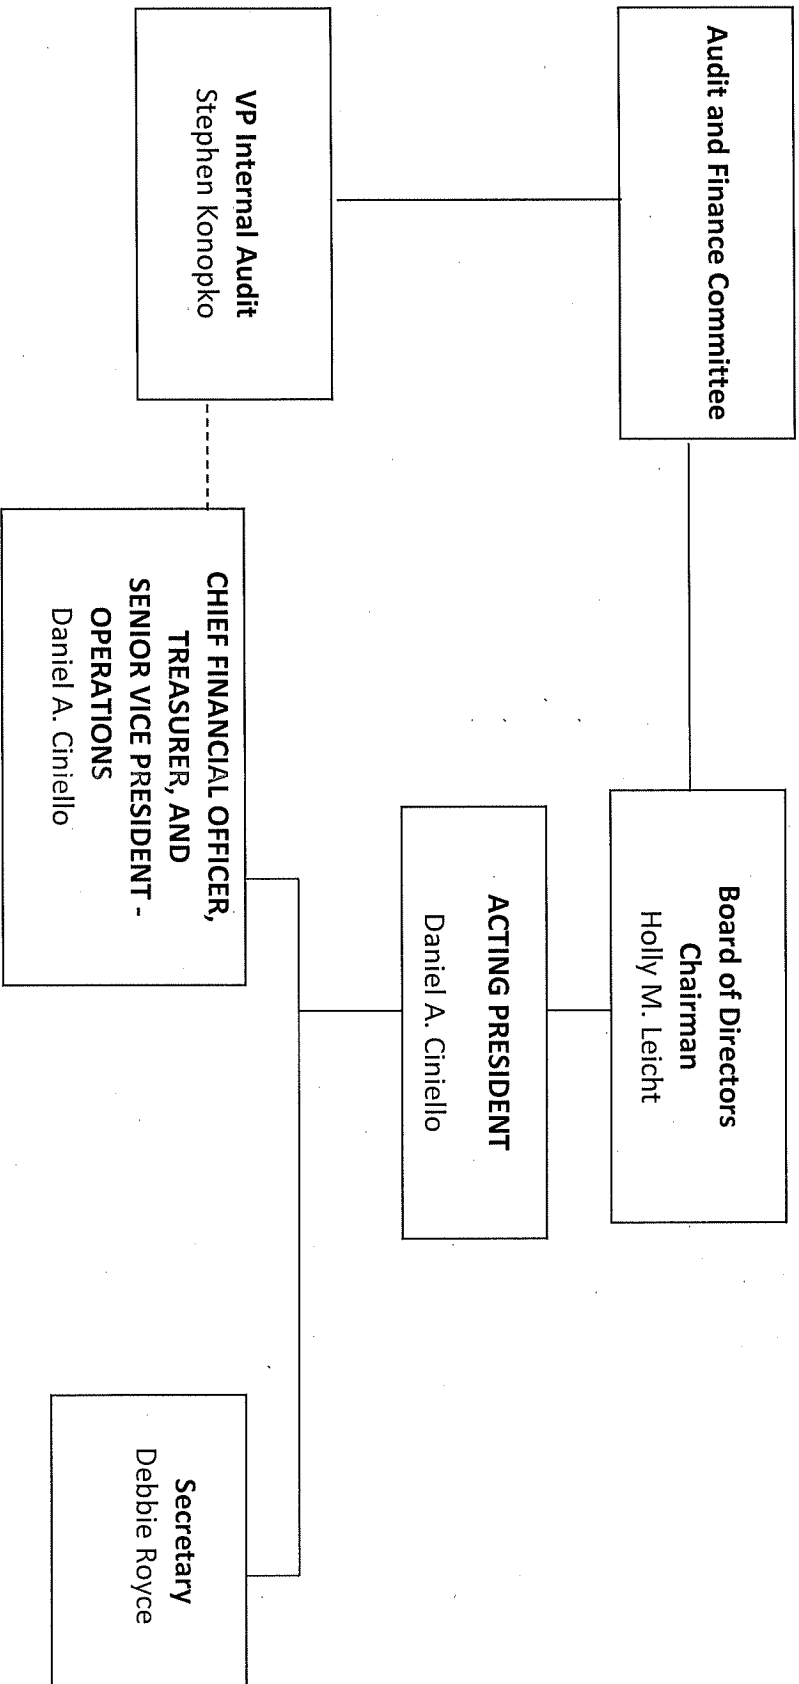 Audit and Finance Committee
Board of Directors
Chairman
Holly M. Leicht
ACTING PRESIDENT
Daniel A. Ciniello
VP Internal Audit
Stephen Konopko
CHIEF FINANCIAL OFFICER,
TREASURER, AND
SENIOR VICE PRESIDENT -
OPERATIONS
Daniel A. Ciniello
Secretary
Debbie Royce